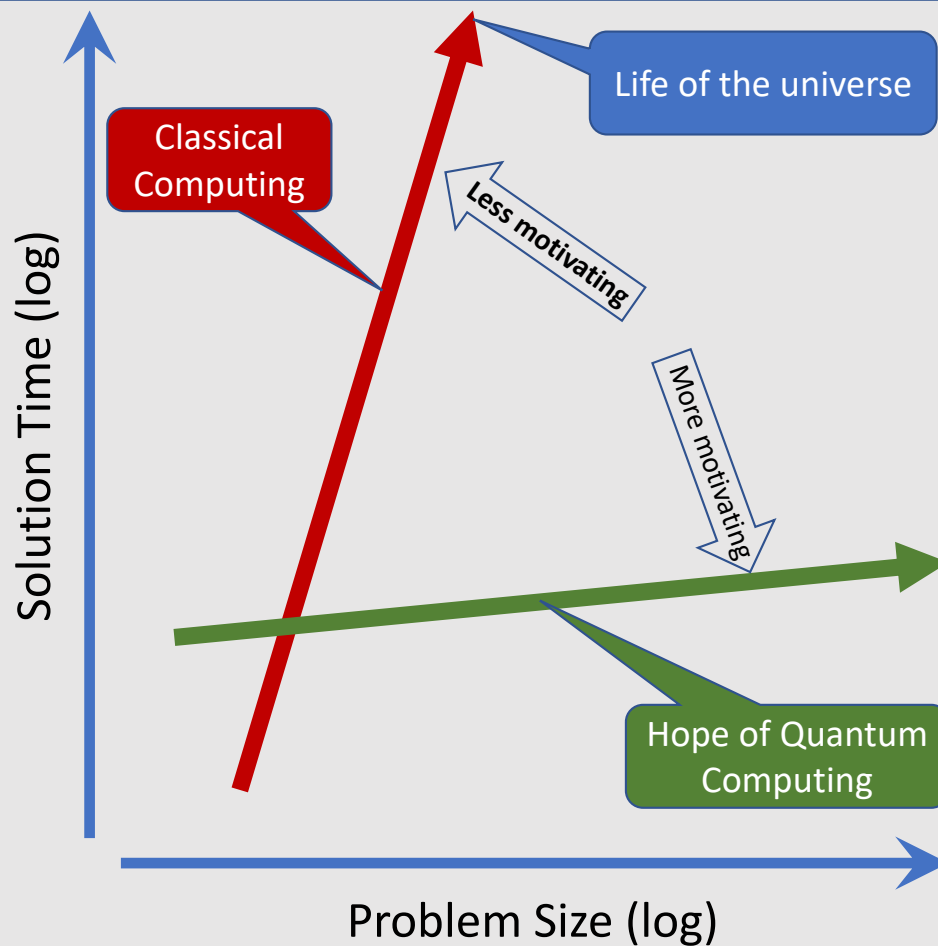 Life of the universe
Classical
Computing
Less motivating
Solution Time (log)
More motivating
Hope of Quantum
Computing
Problem Size (log)